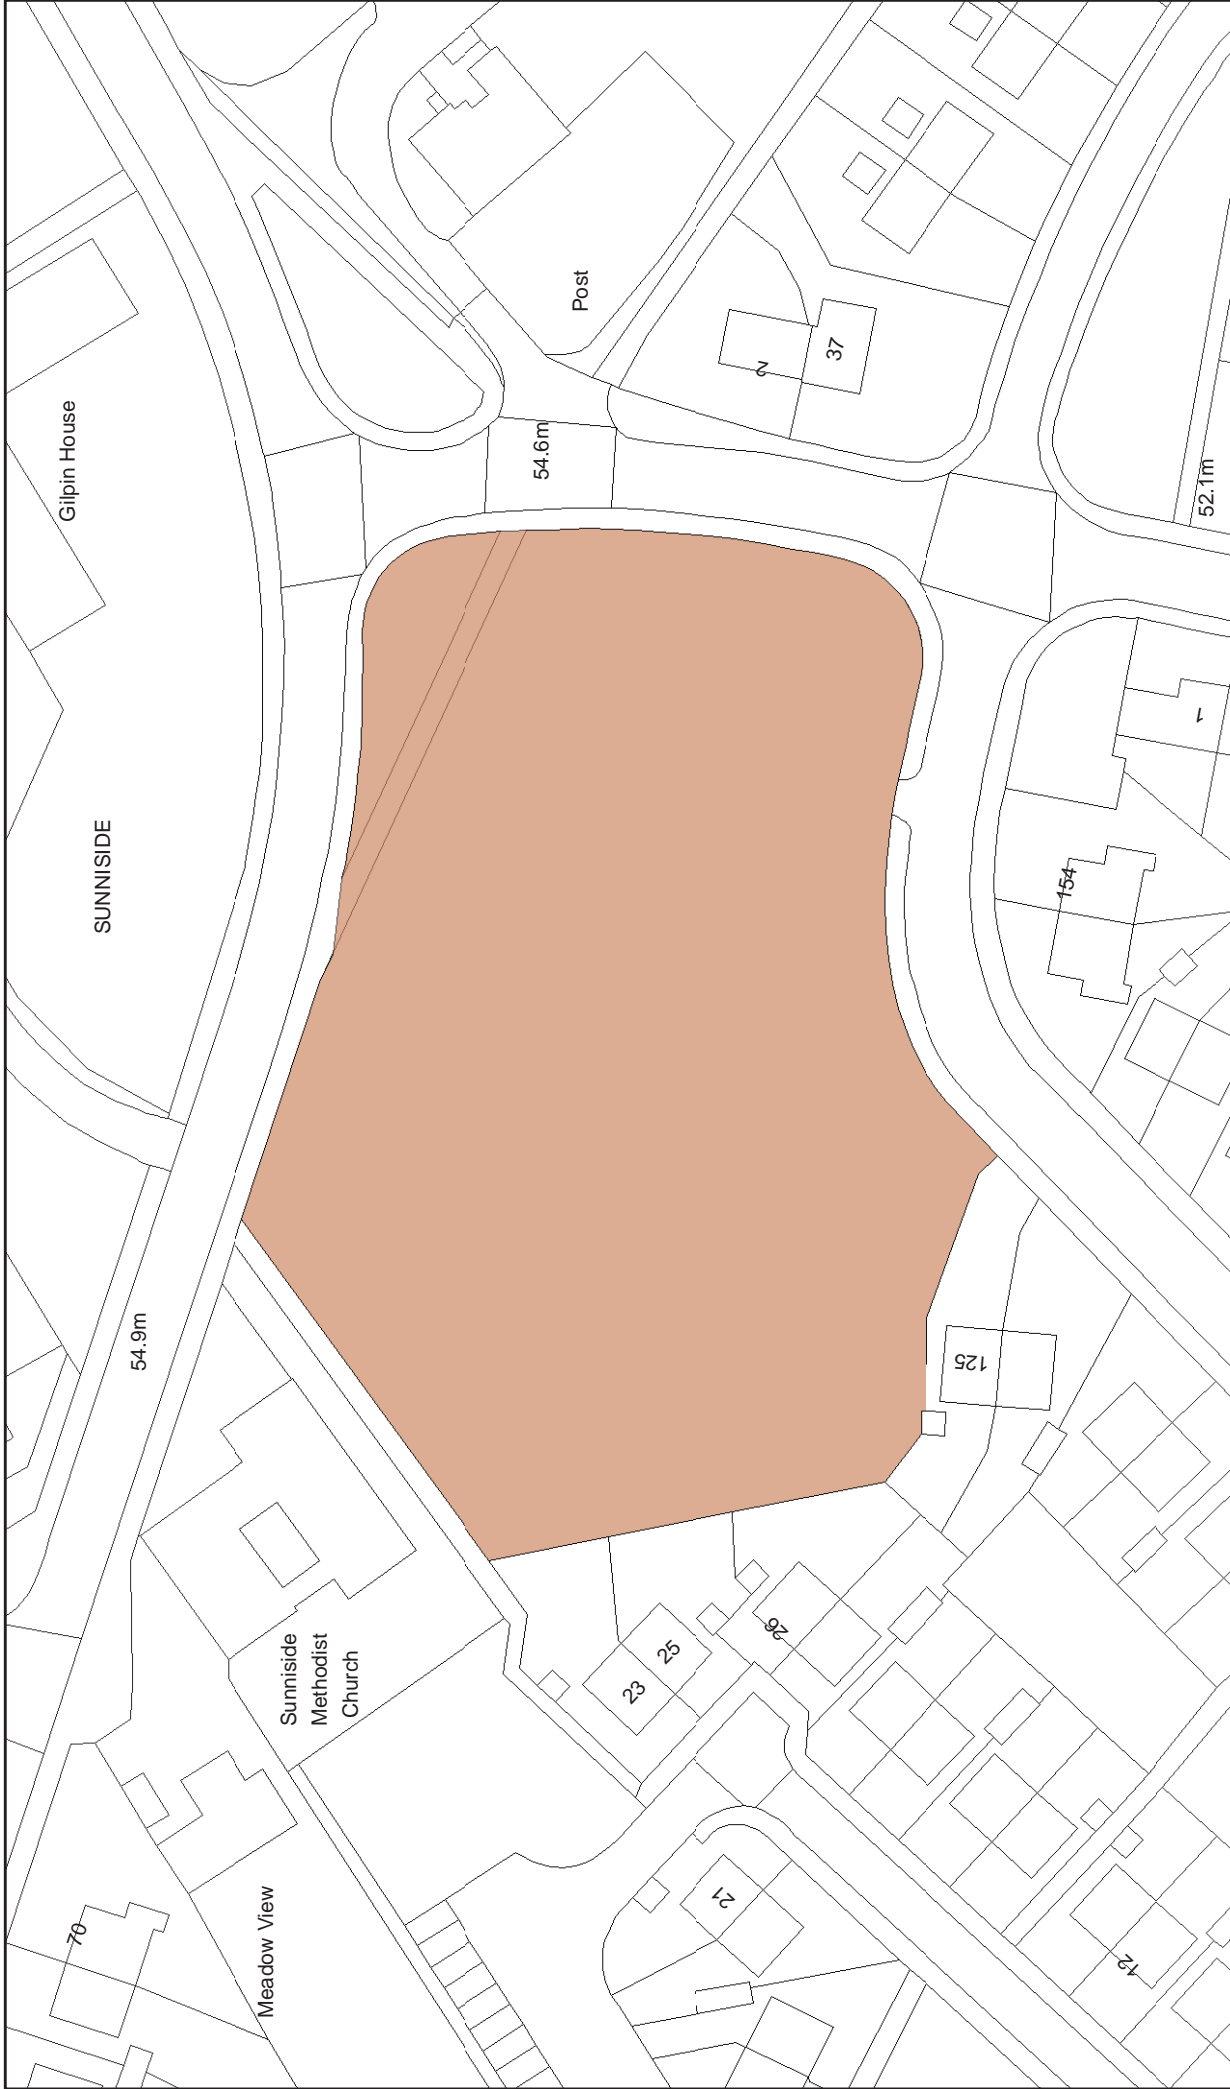 Gilpin House
SUNNISIDE
54.9m
Post
54.6m
2
37
52.1m
1
154
125
Sunniside
Methodist
Church
23
25
26
21
12
70
Meadow View